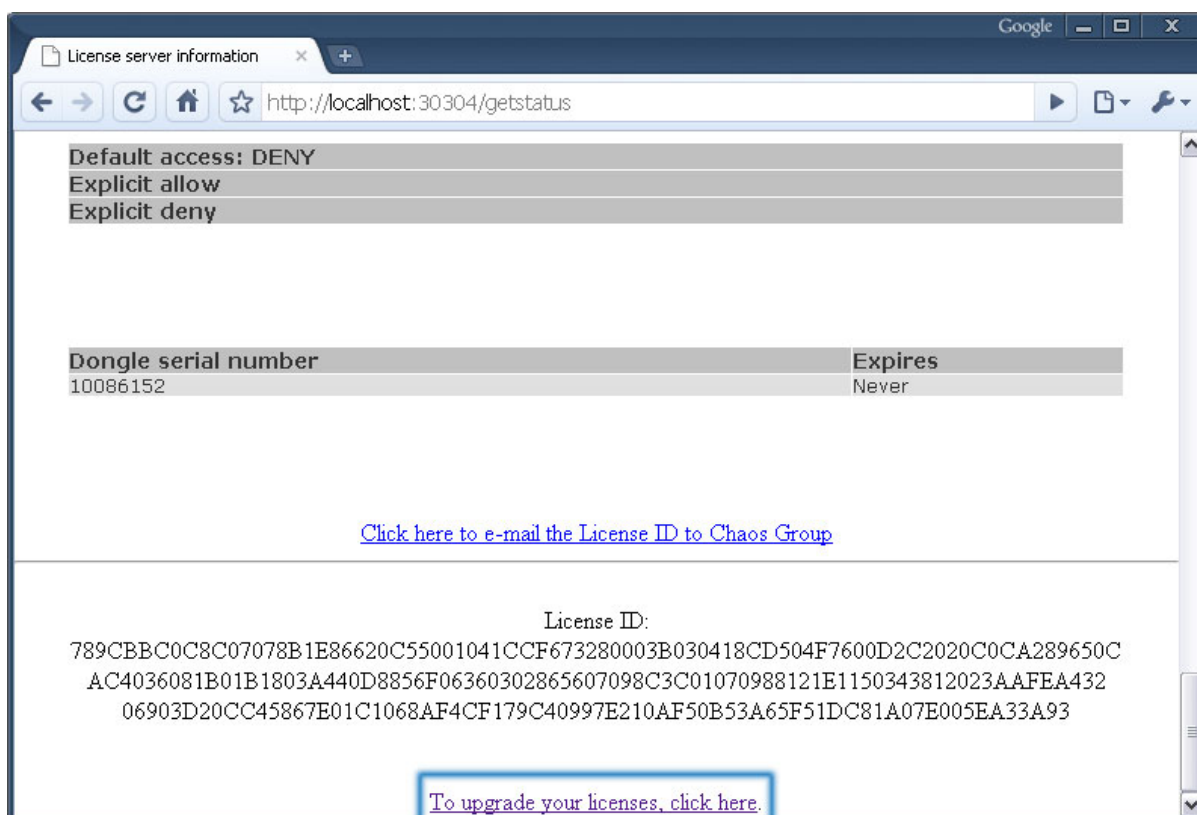 Google
License server information
http://localhost:30304/getstatus
Default access: DENY
Explicit allow
Explicit deny
Dongle serial number Expires
10086152 Never
Click here to e-mail the License ID to Chaos Group
License ID:
789CBBC0C8C07078B1E86620C55001041CCF673280003B030418CD504F7600D2C2020C0CA289650C
AC4036081B01B1803A440D8856F06360302865607098C3C01070988121E1150343812023AAFEA432
06903D20CC45867E01C1068AF4CF179C40997E210AF50B53A65F51DC81A07E005EA33A93
To upgrade your licenses, click here.